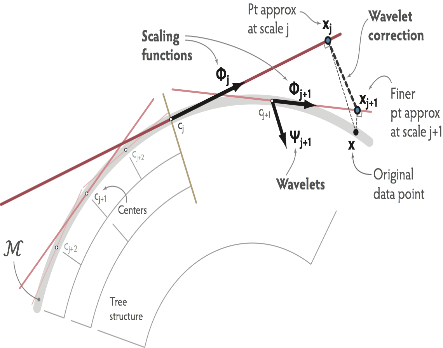 Pt approx
at scale j
Wavelet
correction
Scaling
functions
xj
Φj
Φj+1
xj+1
Finer
pt approx
at scale j+1
cj
cj+1
Ψj+1
x
Wavelets
Original
data point
cj+2
cj+1
Centers
cj+2
M
Tree
structure